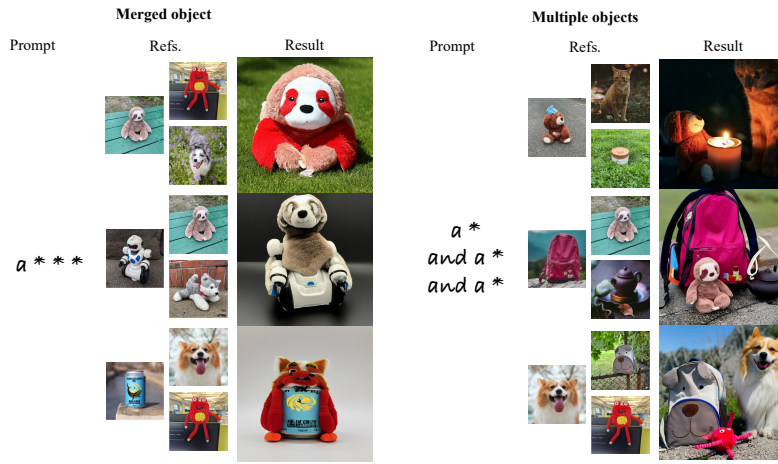 Merged object
Multiple objects
Prompt
Refs.
Result
Prompt
Refs.
Result
a * * *
a *
and a *
and a *